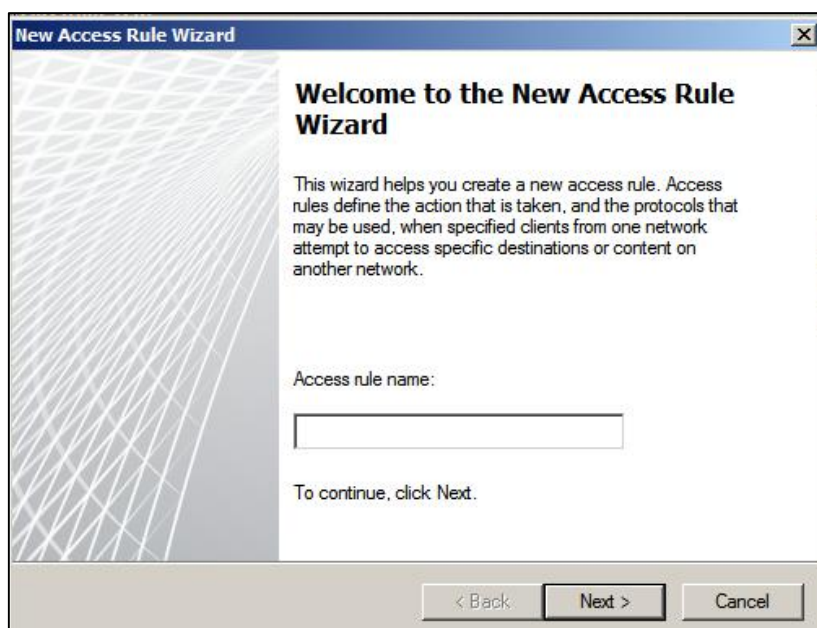 New Access Rule Wizard
Welcome to the New Access Rule
Wizard
This wizard helps you create a new access rule. Access
rules define the action that is taken, and the protocols that
may be used, when specified clients from one network
attempt to access specific destinations or content on
another network.
Access rule name:
To continue, click Next.
< Back
Next >
Cancel